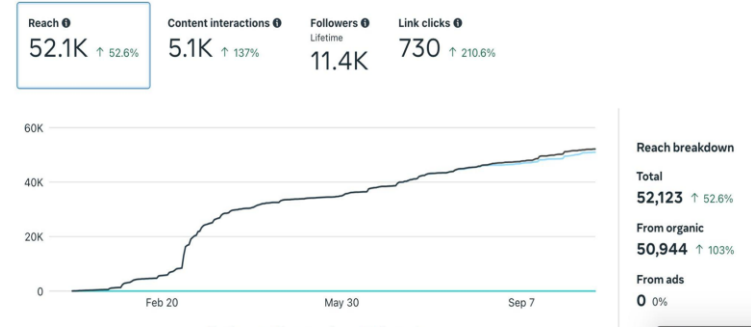 Reach
52.1K ↑ 52.6%
Content interactions
5.1K ↑ 137%
Followers
Lifetime
11.4K
Link clicks
730 ↑ 210.6%
60K
40K
20K
0
Feb 20
May 30
Sep 7
Reach breakdown
Total
52,123 ↑ 52.6%
From organic
50,944 ↑ 103%
From ads
0 0%